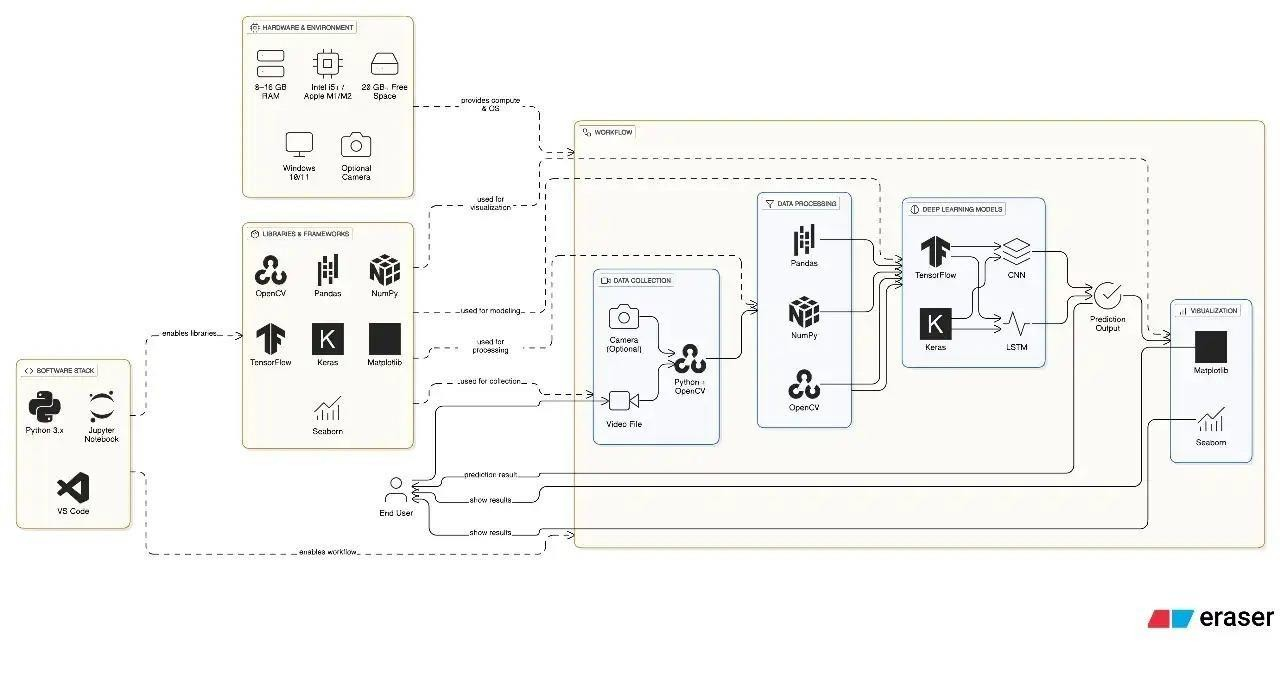 HARDWARE & ENVIRONMENT
8–16 GB
RAM
Intel i5+ /
Apple M1/M2
20 GB+ Free
Space
Windows
10/11
Optional
Camera
provides compute
& OS
WORKFLOW
used for
visualization
LIBRARIES & FRAMEWORKS
OpenCV
Pandas
NumPy
TensorFlow
Keras
Matplotlib
Seaborn
used for modeling
used for
processing
used for collection
enables libraries
SOFTWARE STACK
Python 3.x
Jupyter
Notebook
VS Code
enables workflow
End User
prediction result
show results
show results
DATA COLLECTION
Camera
(Optional)
Python +
OpenCV
Video File
DATA PROCESSING
Pandas
NumPy
OpenCV
DEEP LEARNING MODELS
TensorFlow
CNN
Keras
LSTM
Prediction
Output
VISUALIZATION
Matplotlib
Seaborn
eraser